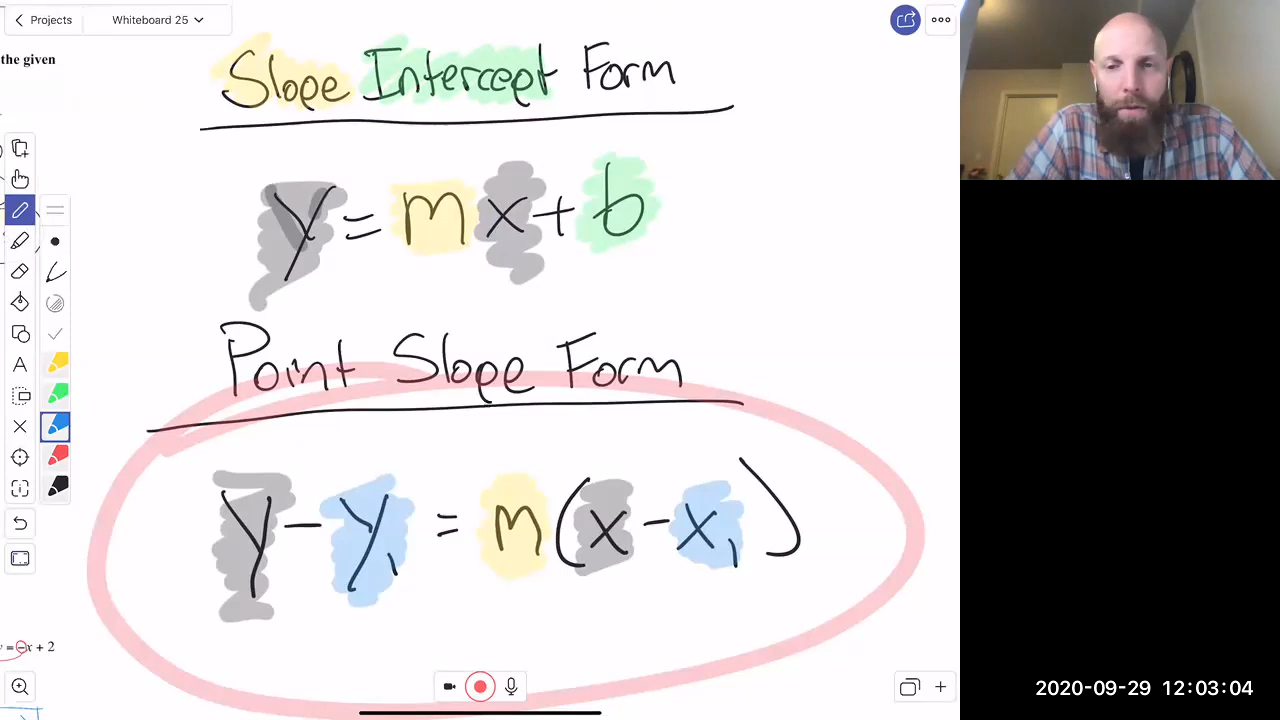 Projects
Whiteboard 25
the given
Slope Intercept Form
y = mx + b
Point Slope Form
y - y₁ = m(x - x₁)
= -x + 2
2020-09-29 12:03:04